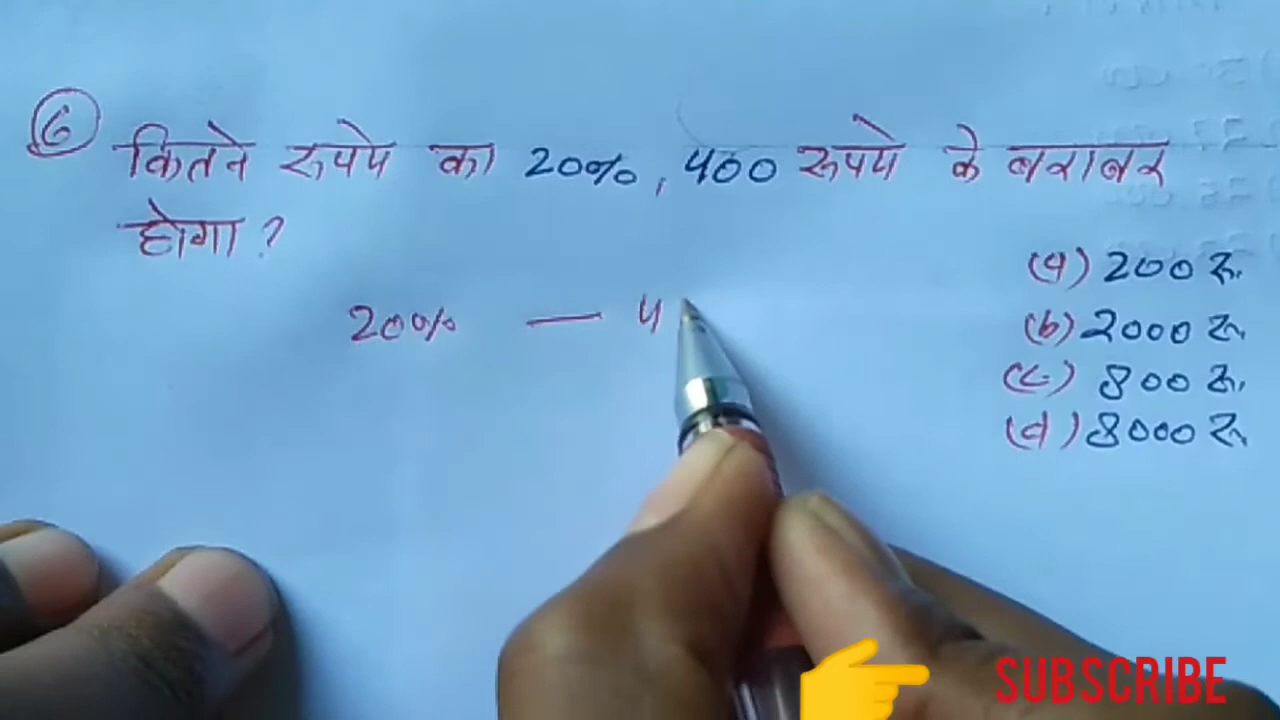 6 कितने रुपये का 20%, 400 रुपये के बराबर
होगा ?
(a) 200 रू.
20% — 4
(b) 2000 रू.
(c) 800 रू.
(d) 8000 रू.
SUBSCRIBE